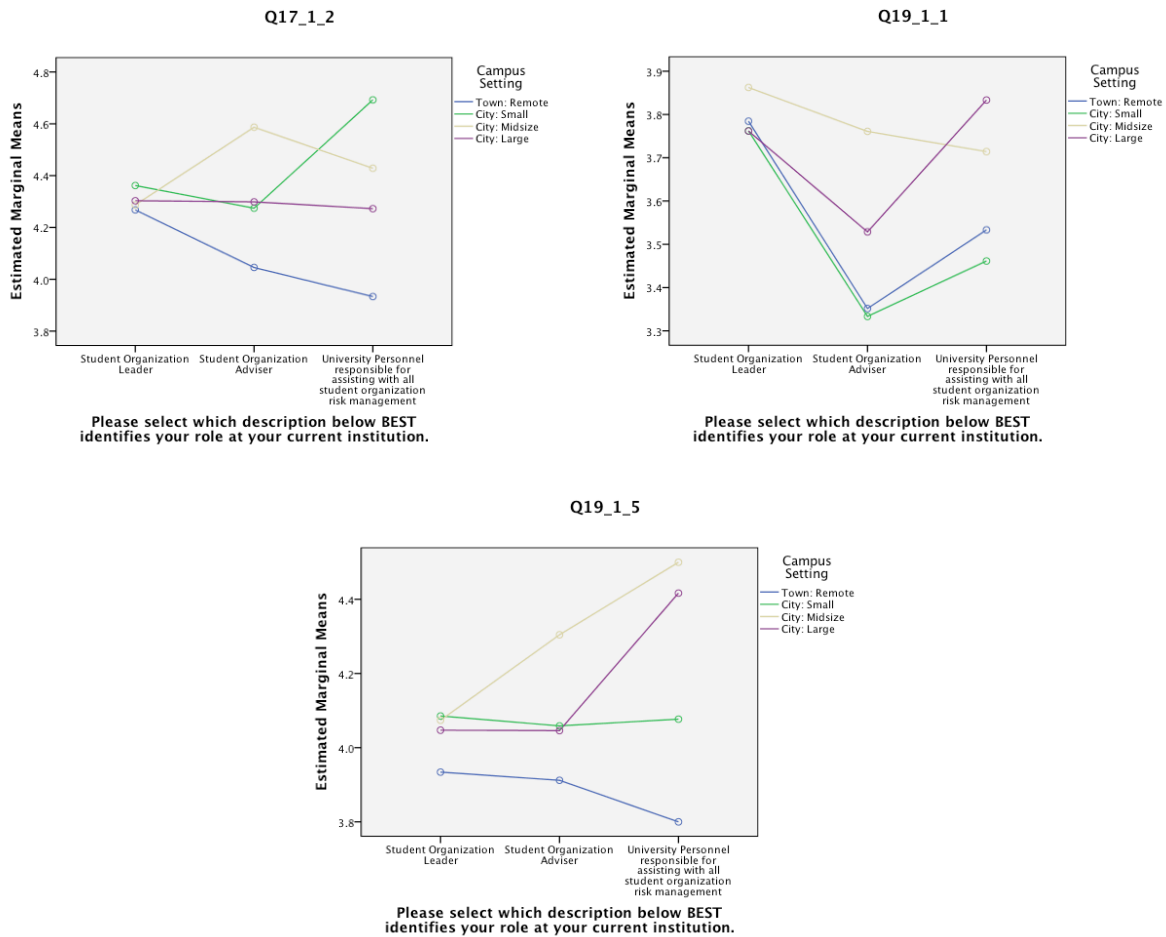 Q17_1_2
4.8
4.6
4.4
4.2
4.0
3.8
Estimated Marginal Means
Student Organization
Leader
Student Organization
Adviser
University Personnel
responsible for
assisting with all
student organization
risk management
Please select which description below BEST
identifies your role at your current institution.
Campus
Setting
Town: Remote
City: Small
City: Midsize
City: Large
Q19_1_1
3.9
3.8
3.7
3.6
3.5
3.4
3.3
Estimated Marginal Means
Student Organization
Leader
Student Organization
Adviser
University Personnel
responsible for
assisting with all
student organization
risk management
Please select which description below BEST
identifies your role at your current institution.
Campus
Setting
Town: Remote
City: Small
City: Midsize
City: Large
Q19_1_5
4.4
4.2
4.0
3.8
Estimated Marginal Means
Student Organization
Leader
Student Organization
Adviser
University Personnel
responsible for
assisting with all
student organization
risk management
Please select which description below BEST
identifies your role at your current institution.
Campus
Setting
Town: Remote
City: Small
City: Midsize
City: Large